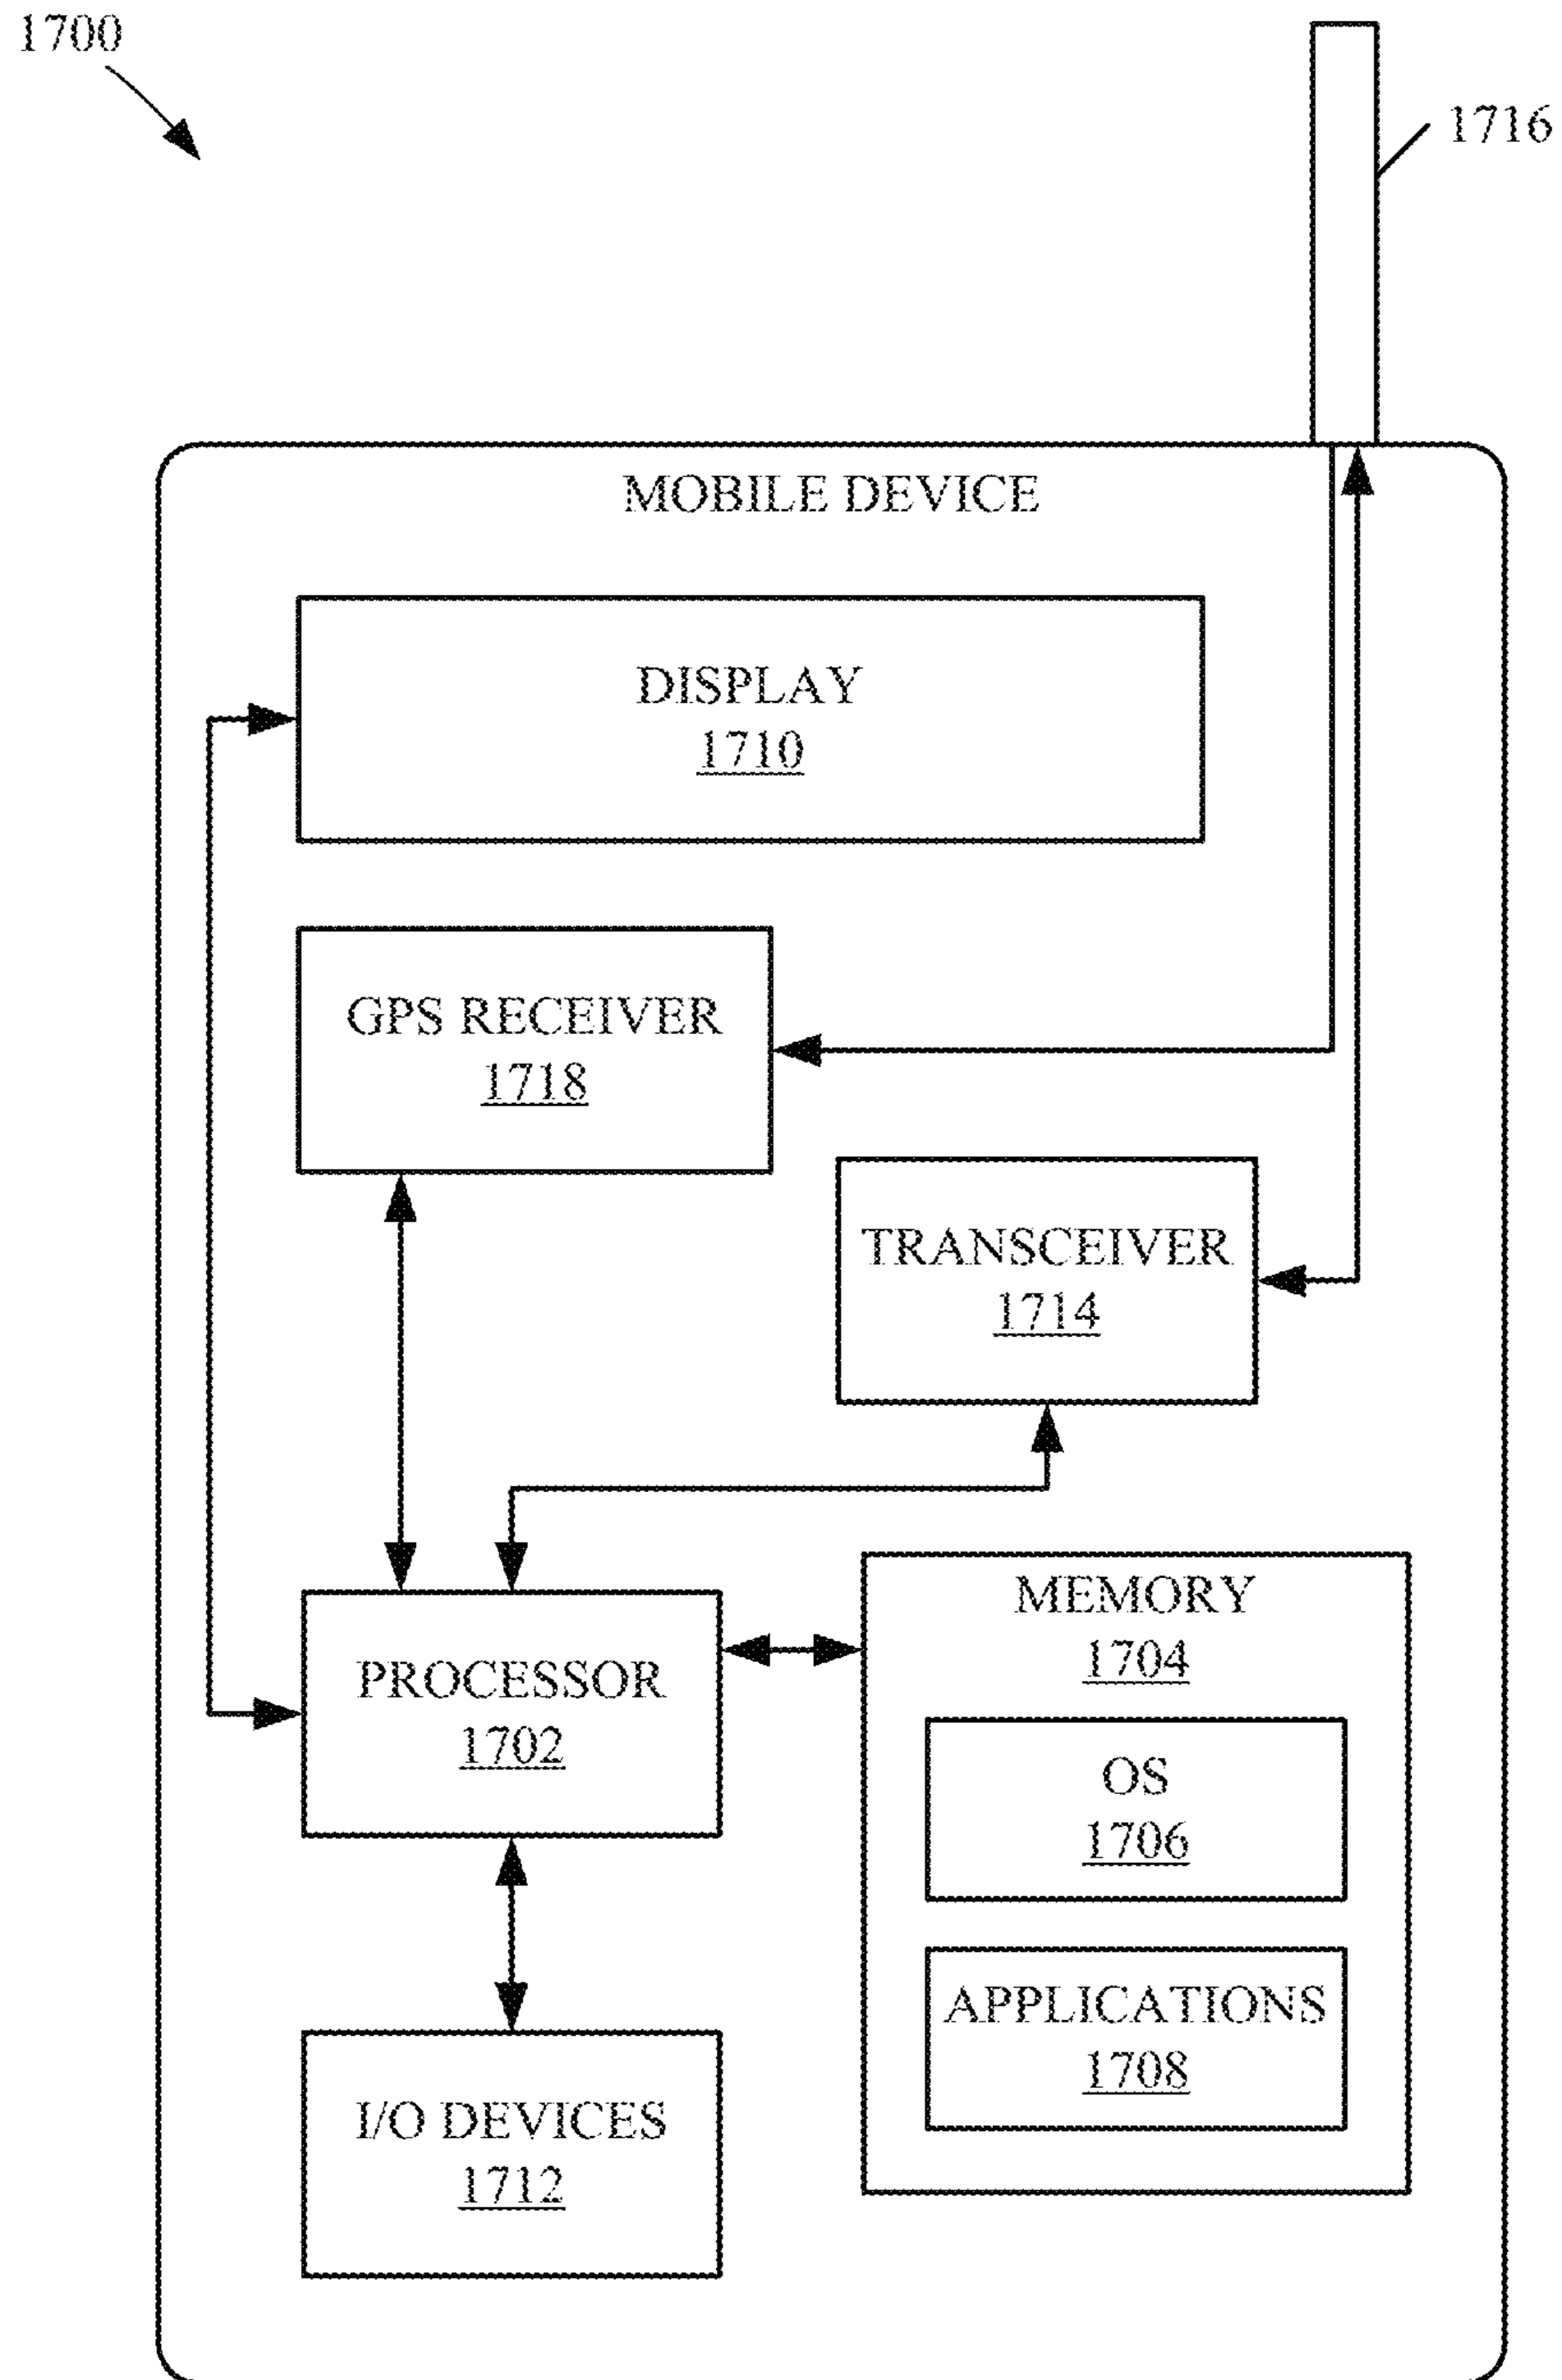 1700
1716
MOBILE DEVICE
DISPLAY
1710
GPS RECEIVER
1718
TRANSCEIVER
1714
PROCESSOR
1702
MEMORY
1704
OS
1706
APPLICATIONS
1708
I/O DEVICES
1712